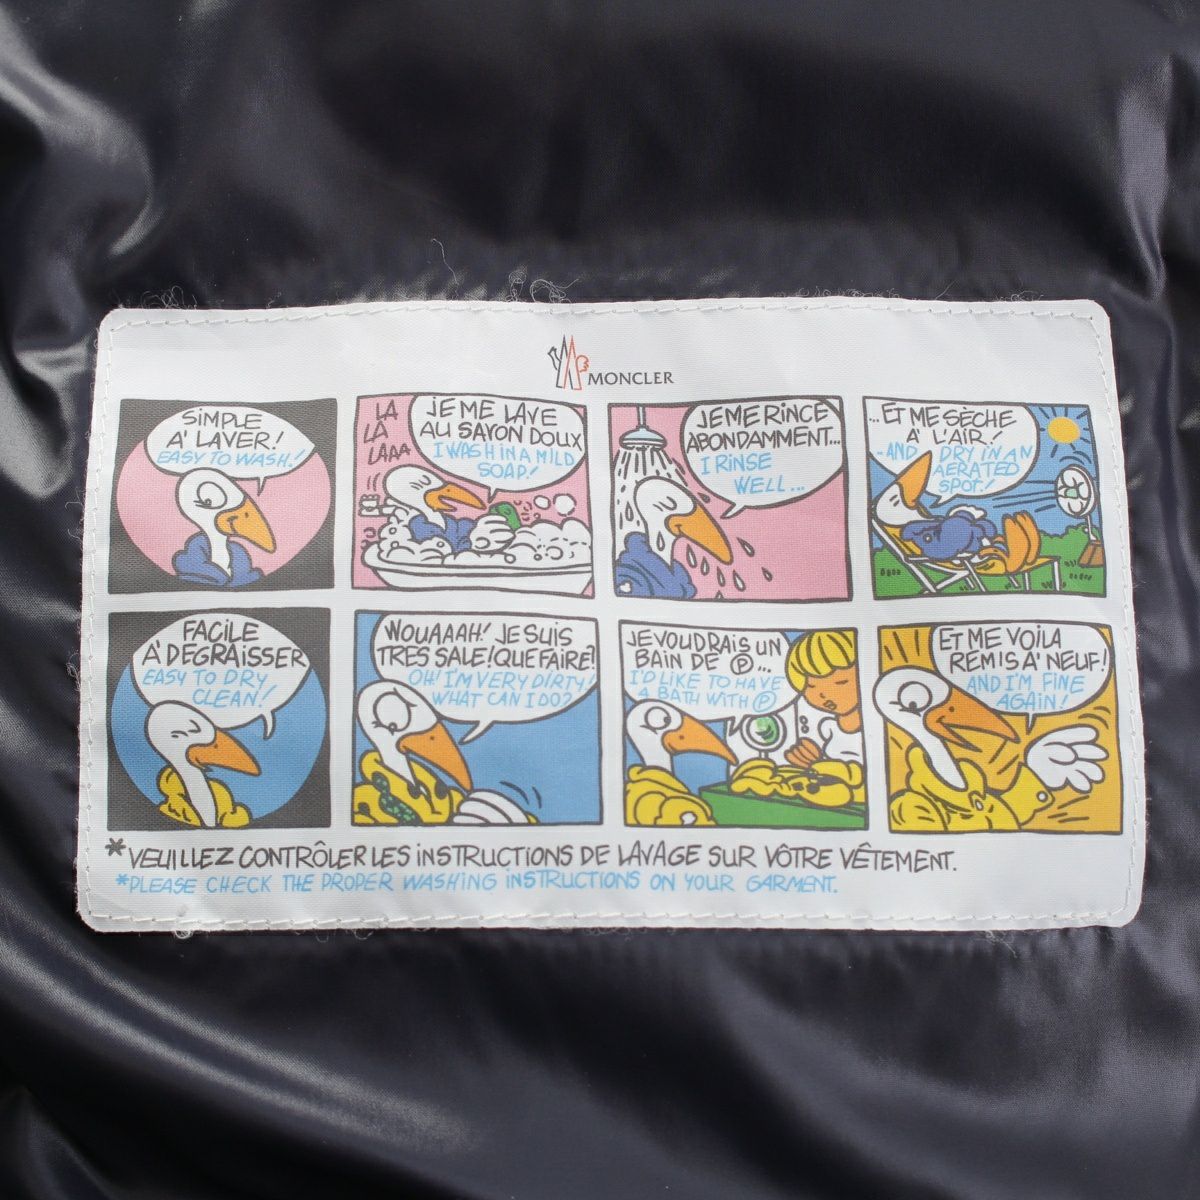 MONCLER
SIMPLE
A' LAVER!
EASY TO WASH!
LA
LÀ
LAAA
JE ME LAVE
AU SAVON DOUX
I WASH IN A MILD
SOAP!
JE ME RINCE
ABONDAMMENT...
I RINSE
WELL...
...ET ME SÈCHE
A' L'AIR!
-AND DRY IN AN
AERATED
SPOT!
FACILE
A' DEGRAISSER
EASY TO DRY
CLEAN!
WOUAAAH! JE SUIS
TRES SALE! QUE FAIRE?
OH! I'M VERY DIRTY!
WHAT CAN I DO?
JE VOUDRAIS UN
BAIN DE Ⓟ...
I'D LIKE TO HAVE
A BATH WITH Ⓟ
ET ME VOILA
REMIS A' NEUF!
AND I'M FINE
AGAIN!
*VEUILLEZ CONTRÔLER LES INSTRUCTIONS DE LAVAGE SUR VÔTRE VÊTEMENT.
*PLEASE CHECK THE PROPER WASHING INSTRUCTIONS ON YOUR GARMENT.